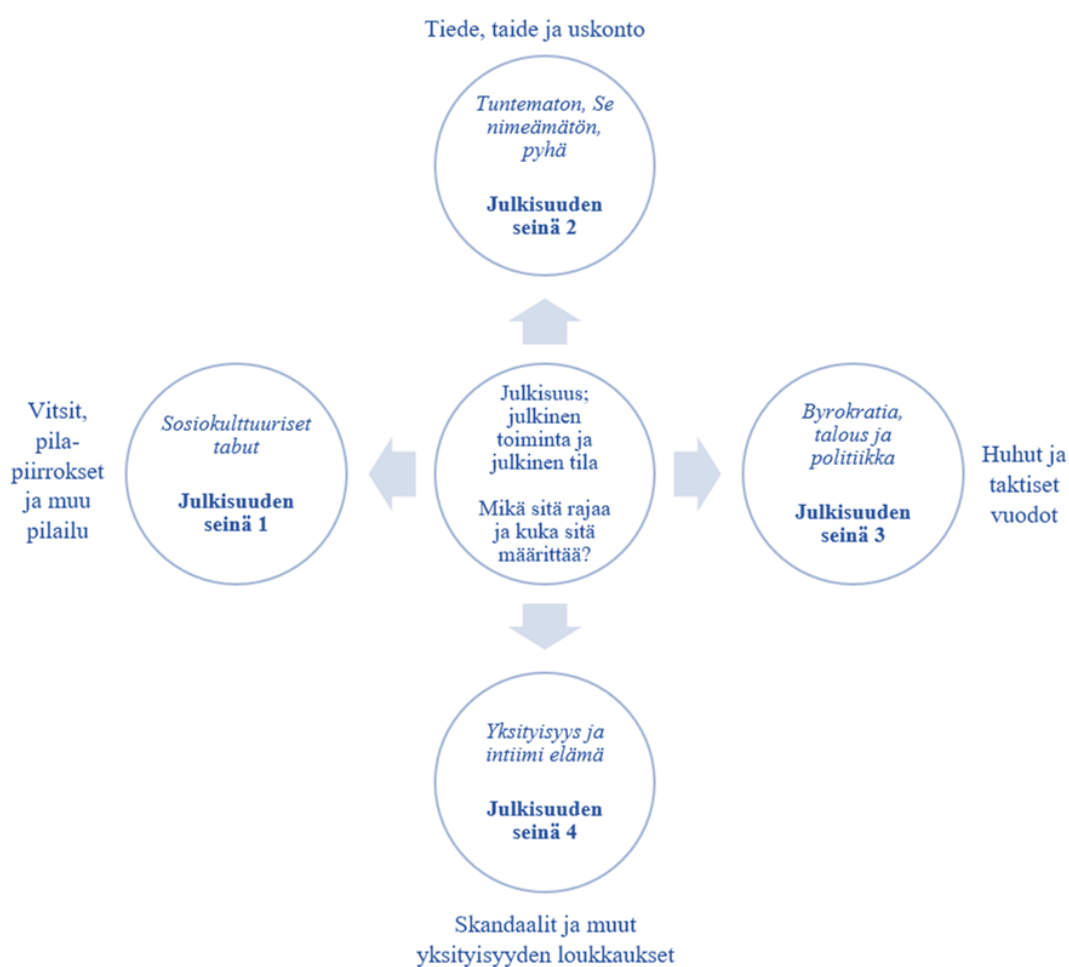 Tiede, taide ja uskonto
Tuntematon, Se
nimeämätön,
pyhä
Julkisuuden
seinä 2
Vitsit,
pila-
piirrokset
ja muu
pilailu
Sosiokulttuuriset
tabut
Julkisuuden
seinä 1
Julkisuus;
julkinen
toiminta ja
julkinen tila
Mikä sitä rajaa
ja kuka sitä
määrittää?
Byrokratia,
talous ja
politiikka
Julkisuuden
seinä 3
Huhut ja
taktiset
vuodot
Yksityisyys ja
intiimi elämä
Julkisuuden
seinä 4
Skandaalit ja muut
yksityisyyden loukkaukset